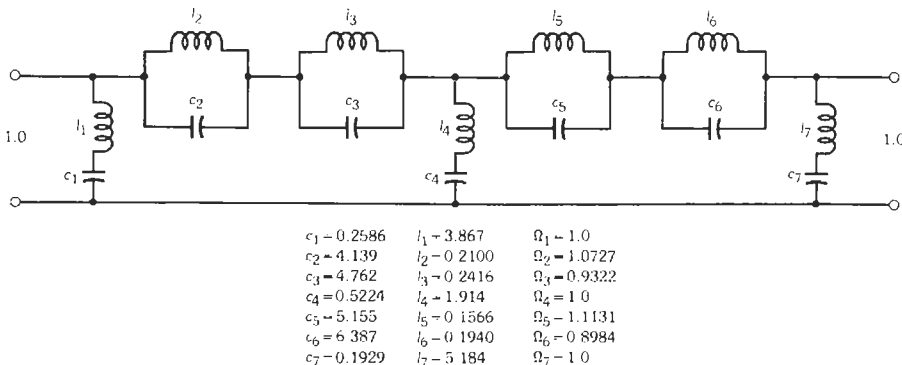 l2 l3 l5 l6
c2 c3 c5 c6
1.0 l1 l4 l7 1.0
c1 c4 c7
c1=0.2586 l1=3.867 Ω1=1.0
c2=4.139 l2=0.2100 Ω2=1.0727
c3=4.762 l3=0.2416 Ω3=0.9322
c4=0.5224 l4=1.914 Ω4=1.0
c5=5.155 l5=0.1566 Ω5=1.1131
c6=6.387 l6=0.1940 Ω6=0.8984
c7=0.1929 l7=5.184 Ω7=1.0